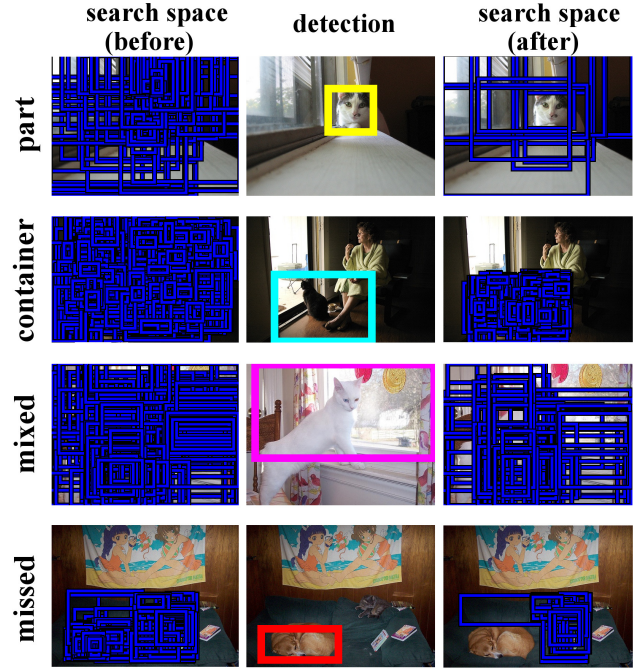 search space
(before)
detection
search space
(after)
part
container
mixed
missed